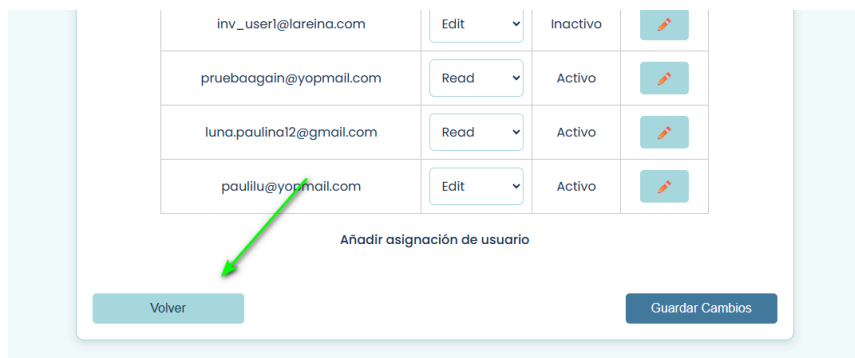 inv_user1@lareina.com Edit Inactivo
pruebaagain@yopmail.com Read Activo
luna.paulina12@gmail.com Read Activo
paulilu@yopmail.com Edit Activo
Añadir asignación de usuario
Volver Guardar Cambios